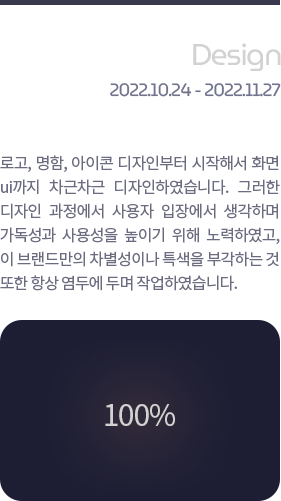 Design
2022.10.24 - 2022.11.27
로고, 명함, 아이콘 디자인부터 시작해서 화면
ui까지 차근차근 디자인하였습니다. 그러한
디자인 과정에서 사용자 입장에서 생각하며
가독성과 사용성을 높이기 위해 노력하였고,
이 브랜드만의 차별성이나 특색을 부각하는 것
또한 항상 염두에 두며 작업하였습니다.
100%